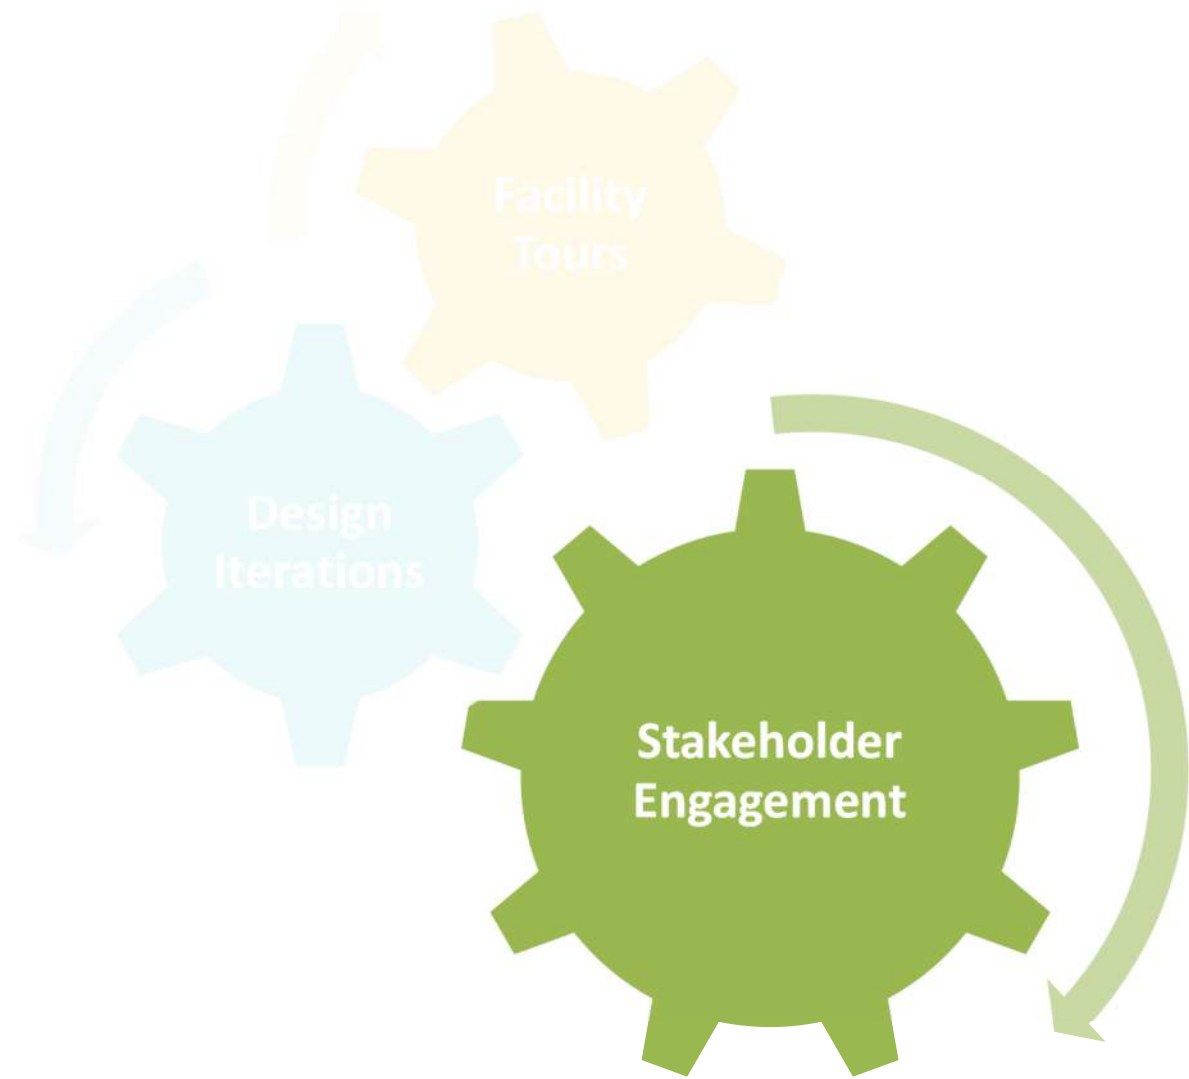 Facility
Tours
Design
Iterations
Stakeholder
Engagement